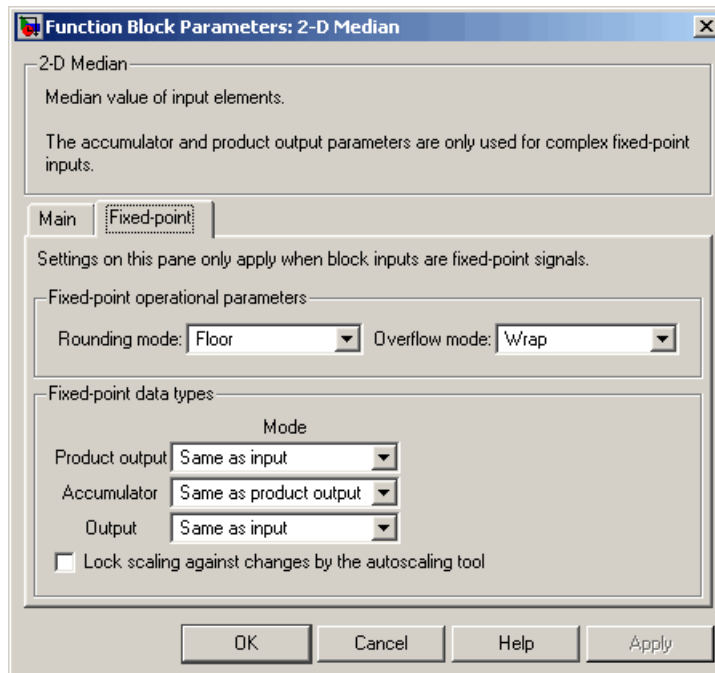 Function Block Parameters: 2-D Median
2-D Median
Median value of input elements.
The accumulator and product output parameters are only used for complex fixed-point
inputs.
Main Fixed-point
Settings on this pane only apply when block inputs are fixed-point signals.
Fixed-point operational parameters
Rounding mode: Floor Overflow mode: Wrap
Fixed-point data types
Mode
Product output Same as input
Accumulator Same as product output
Output Same as input
Lock scaling against changes by the autoscaling tool
OK Cancel Help Apply